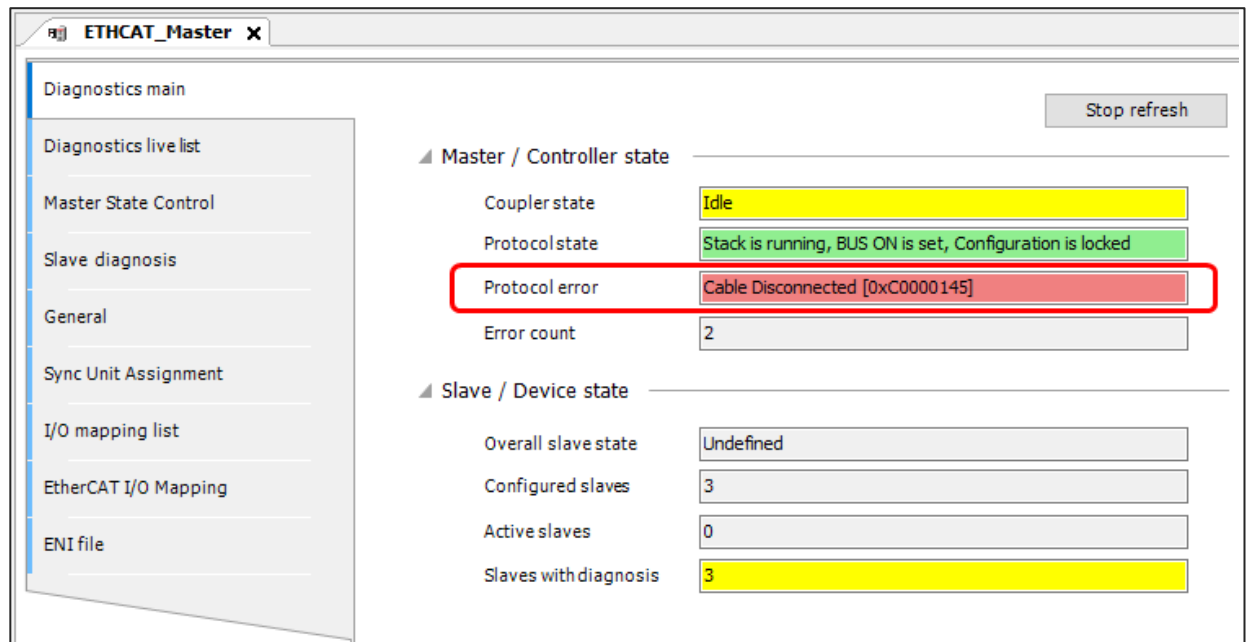 ETHCAT_Master X
Diagnostics main
Diagnostics live list
Master State Control
Slave diagnosis
General
Sync Unit Assignment
I/O mapping list
EtherCAT I/O Mapping
ENI file
Stop refresh
Master / Controller state
Coupler state Idle
Protocol state Stack is running, BUS ON is set, Configuration is locked
Protocol error Cable Disconnected [0xC0000145]
Error count 2
Slave / Device state
Overall slave state Undefined
Configured slaves 3
Active slaves 0
Slaves with diagnosis 3